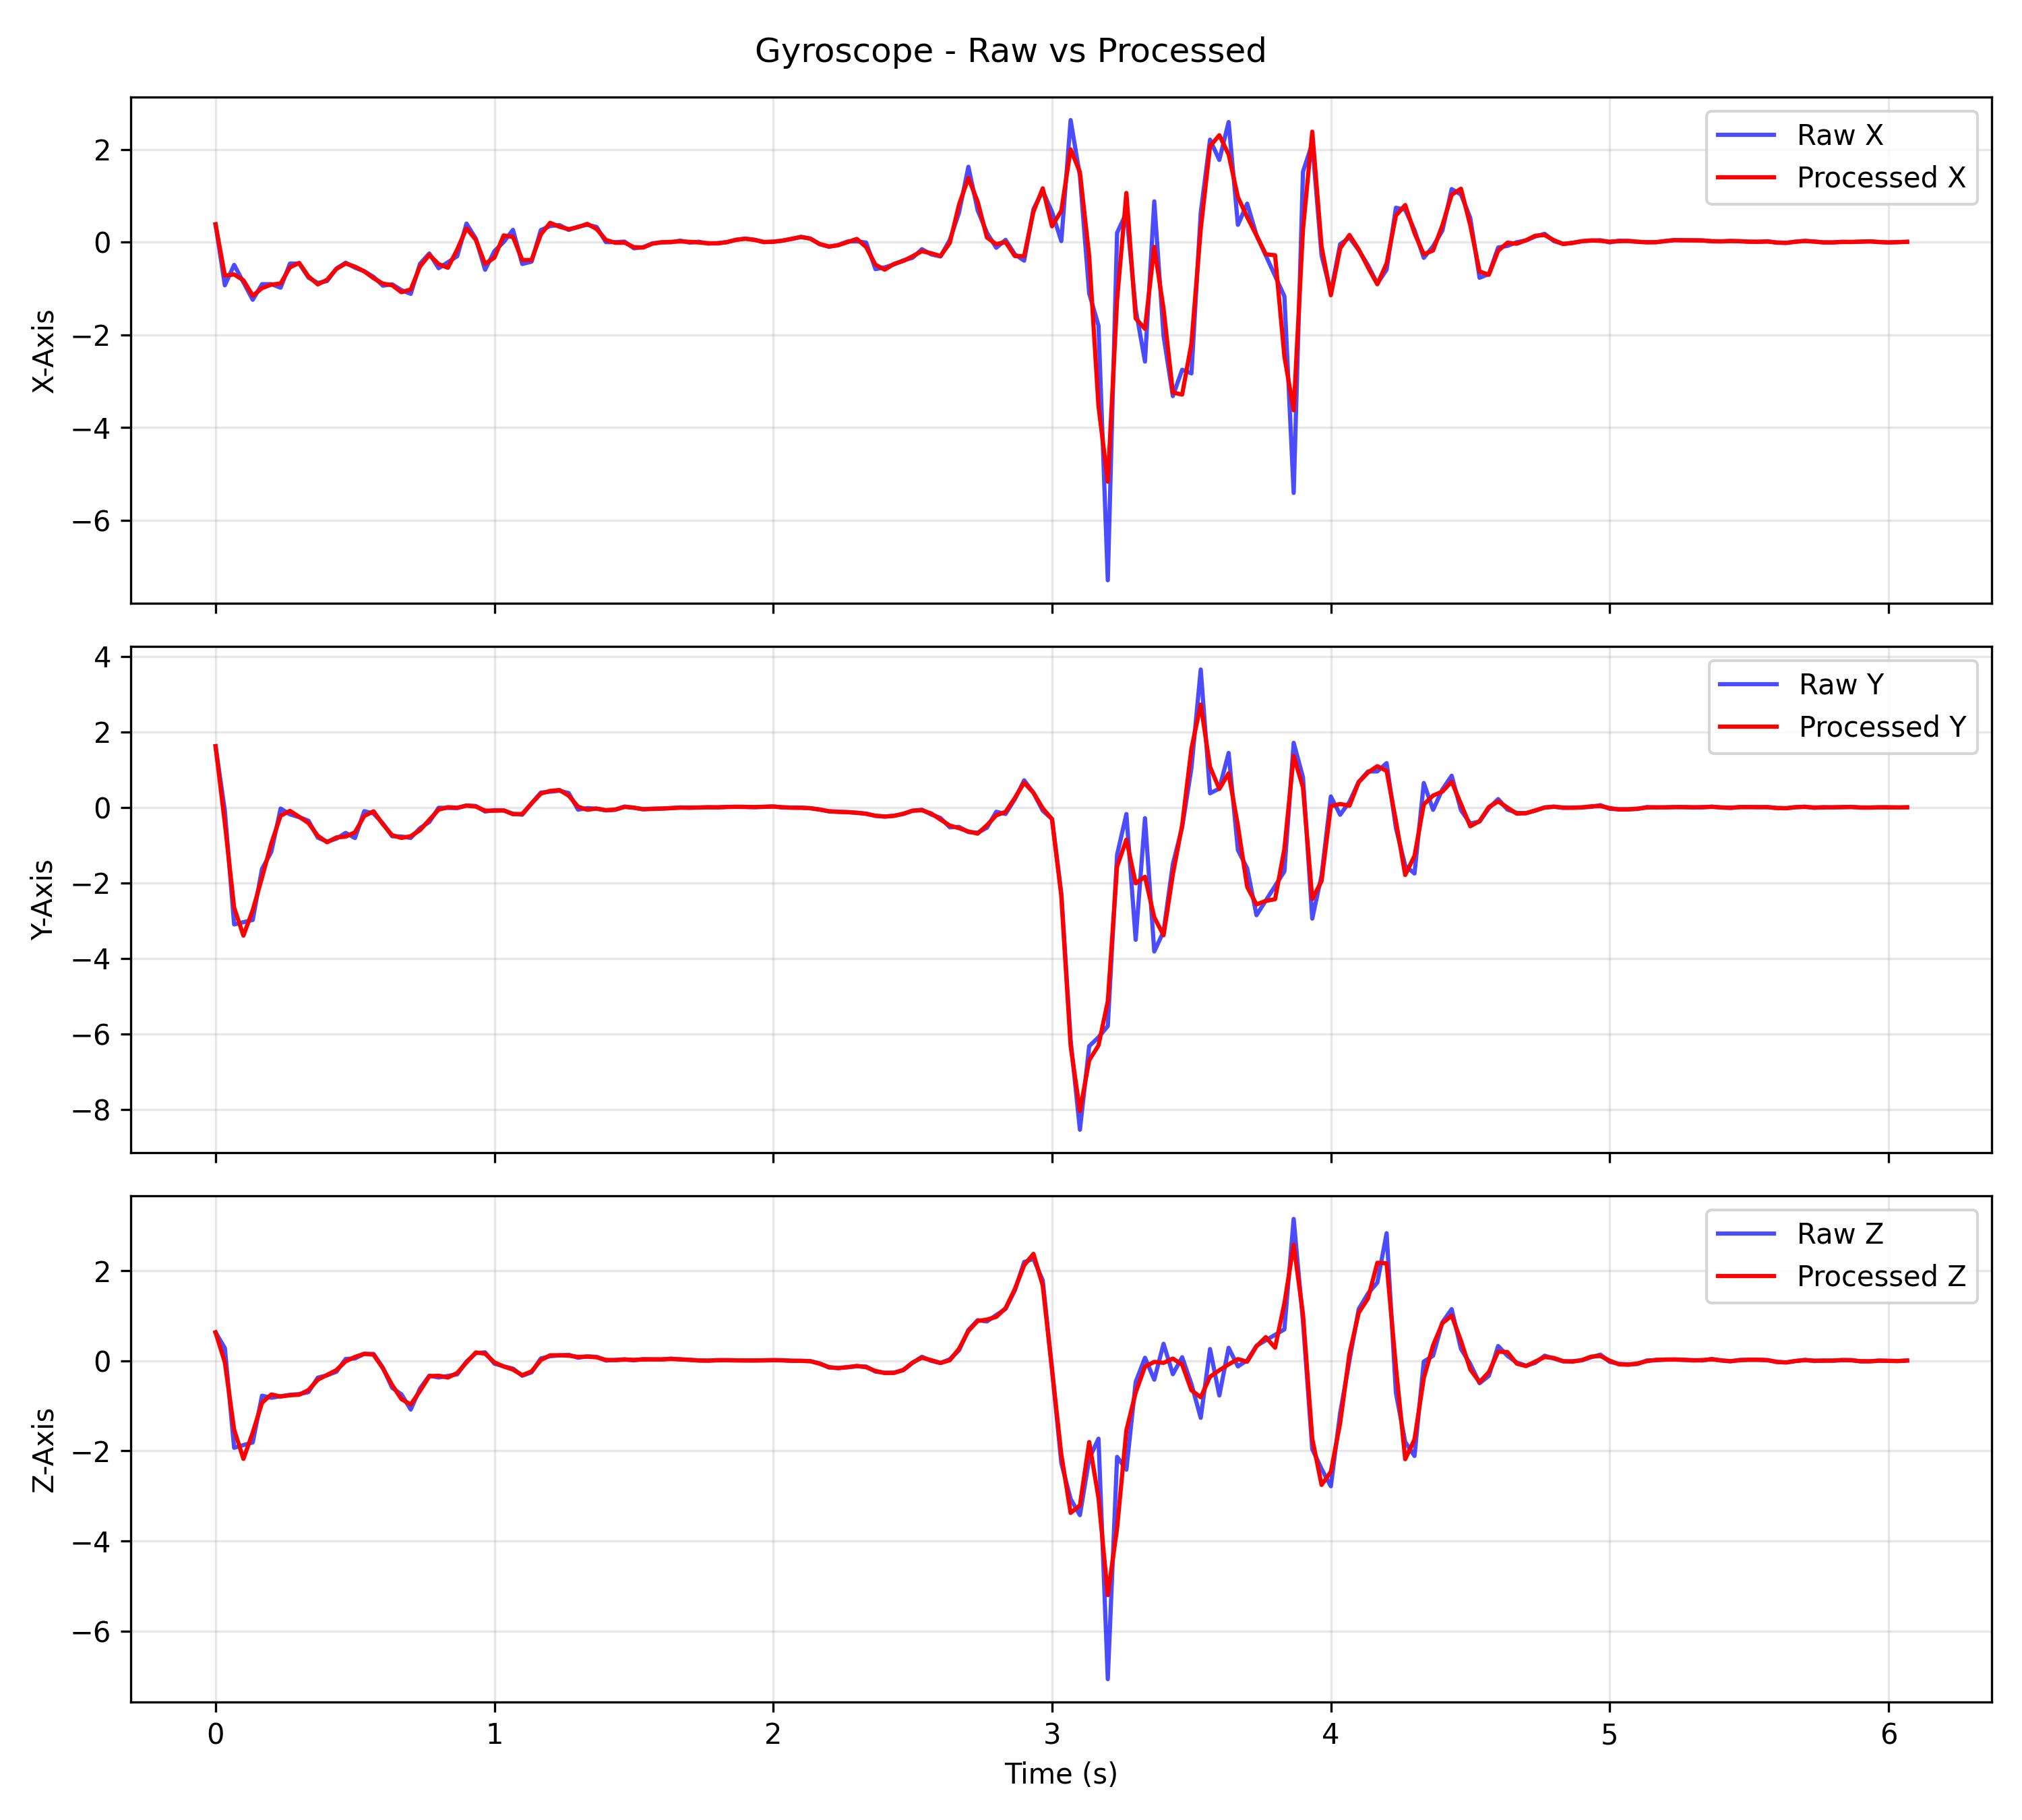 Gyroscope - Raw vs Processed
Raw X
Processed X
2
0
−2
−4
−6
X-Axis
Raw Y
Processed Y
4
2
0
−2
−4
−6
−8
Y-Axis
Raw Z
Processed Z
2
0
−2
−4
−6
Z-Axis
0 1 2 3 4 5 6
Time (s)